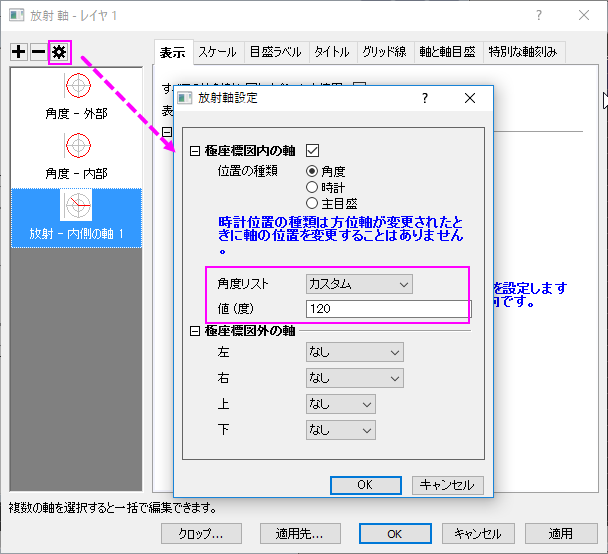 放射 軸 - レイヤ 1
表示 スケール 目盛ラベル タイトル グリッド線 軸と軸目盛 特別な軸刻み
角度 - 外部
角度 - 内部
放射 - 内側の軸 1
放射軸設定
極座標図内の軸
位置の種類 角度
時計
主目盛
時計位置の種類は方位軸が変更されたと
きに軸の位置を変更することはありません
。
角度リスト カスタム
値（度） 120
を設定します
です。
極座標図外の軸
左 なし
右 なし
上 なし
下 なし
OK キャンセル
複数の軸を選択すると一括で編集できます。
クロップ... 適用先... OK キャンセル 適用